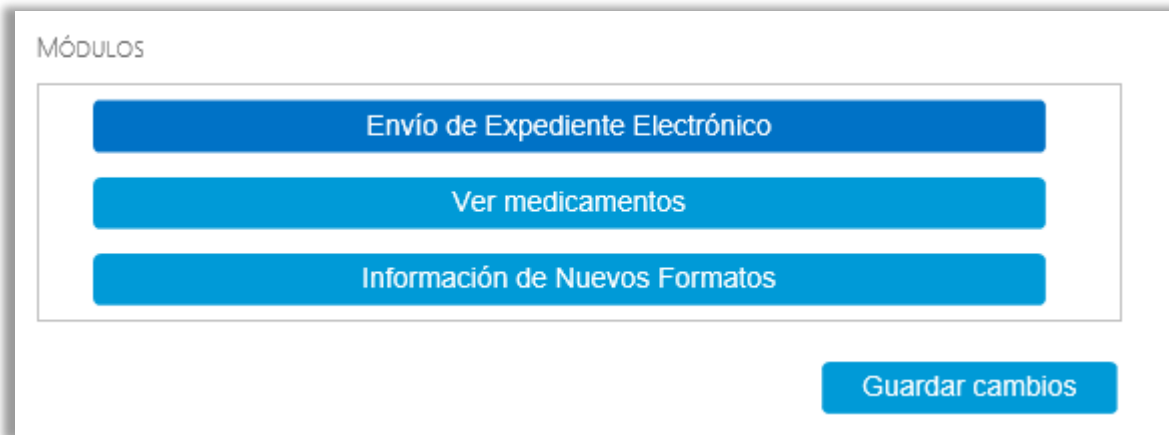 MÓDULOS
Envío de Expediente Electrónico
Ver medicamentos
Información de Nuevos Formatos
Guardar cambios